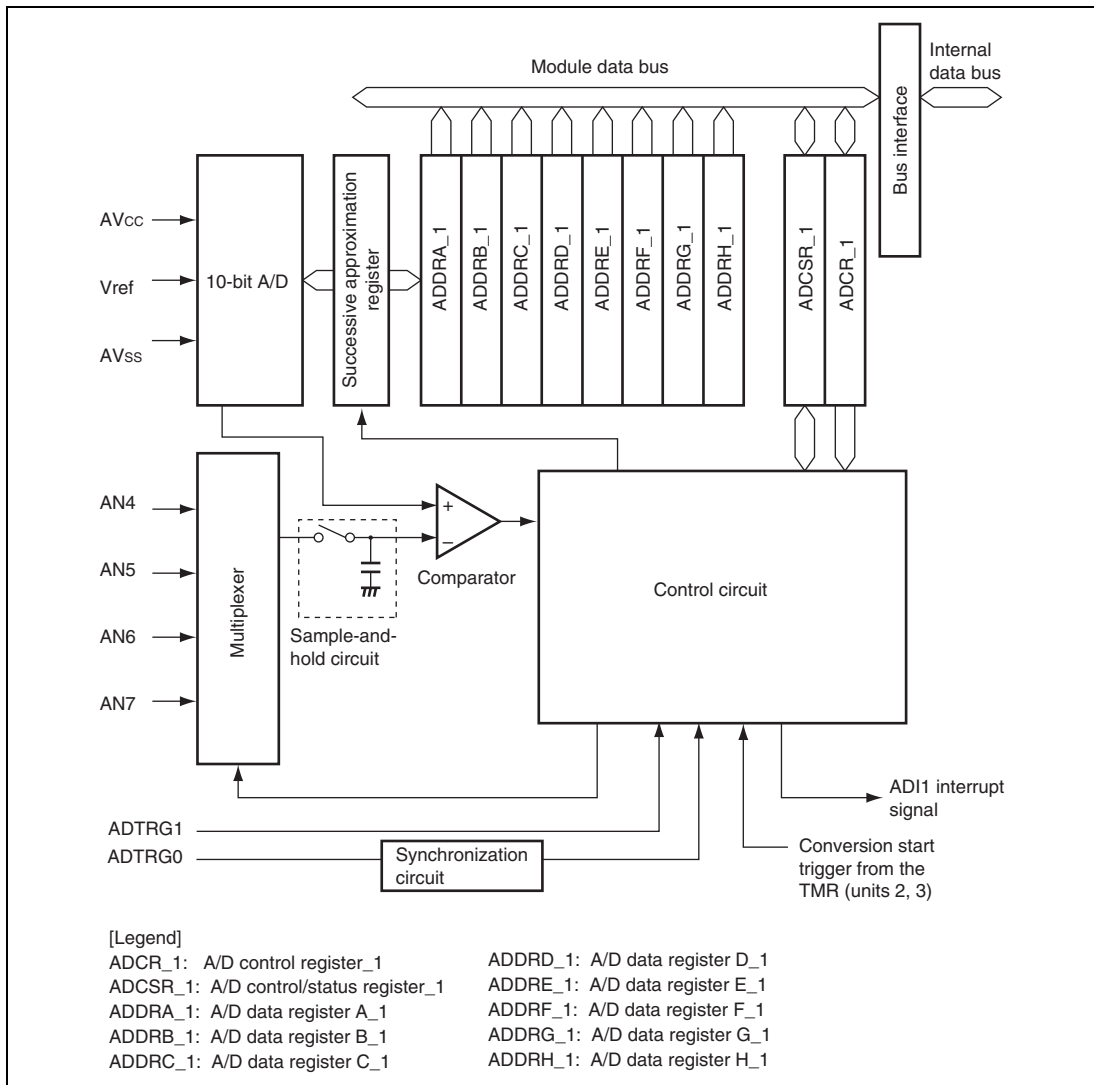 Module data bus
Internal
data bus
Bus interface
AVCC
Vref
AVSS
10-bit A/D
Successive approximation
register
ADDRA_1
ADDRB_1
ADDRC_1
ADDRD_1
ADDRE_1
ADDRF_1
ADDRG_1
ADDRH_1
ADCSR_1
ADCR_1
AN4
AN5
AN6
AN7
Multiplexer
+
−
Comparator
Sample-and-
hold circuit
Control circuit
ADI1 interrupt
signal
ADTRG1
ADTRG0
Synchronization
circuit
Conversion start
trigger from the
TMR (units 2, 3)
[Legend]
ADCR_1: A/D control register_1
ADCSR_1: A/D control/status register_1
ADDRA_1: A/D data register A_1
ADDRB_1: A/D data register B_1
ADDRC_1: A/D data register C_1
ADDRD_1: A/D data register D_1
ADDRE_1: A/D data register E_1
ADDRF_1: A/D data register F_1
ADDRG_1: A/D data register G_1
ADDRH_1: A/D data register H_1